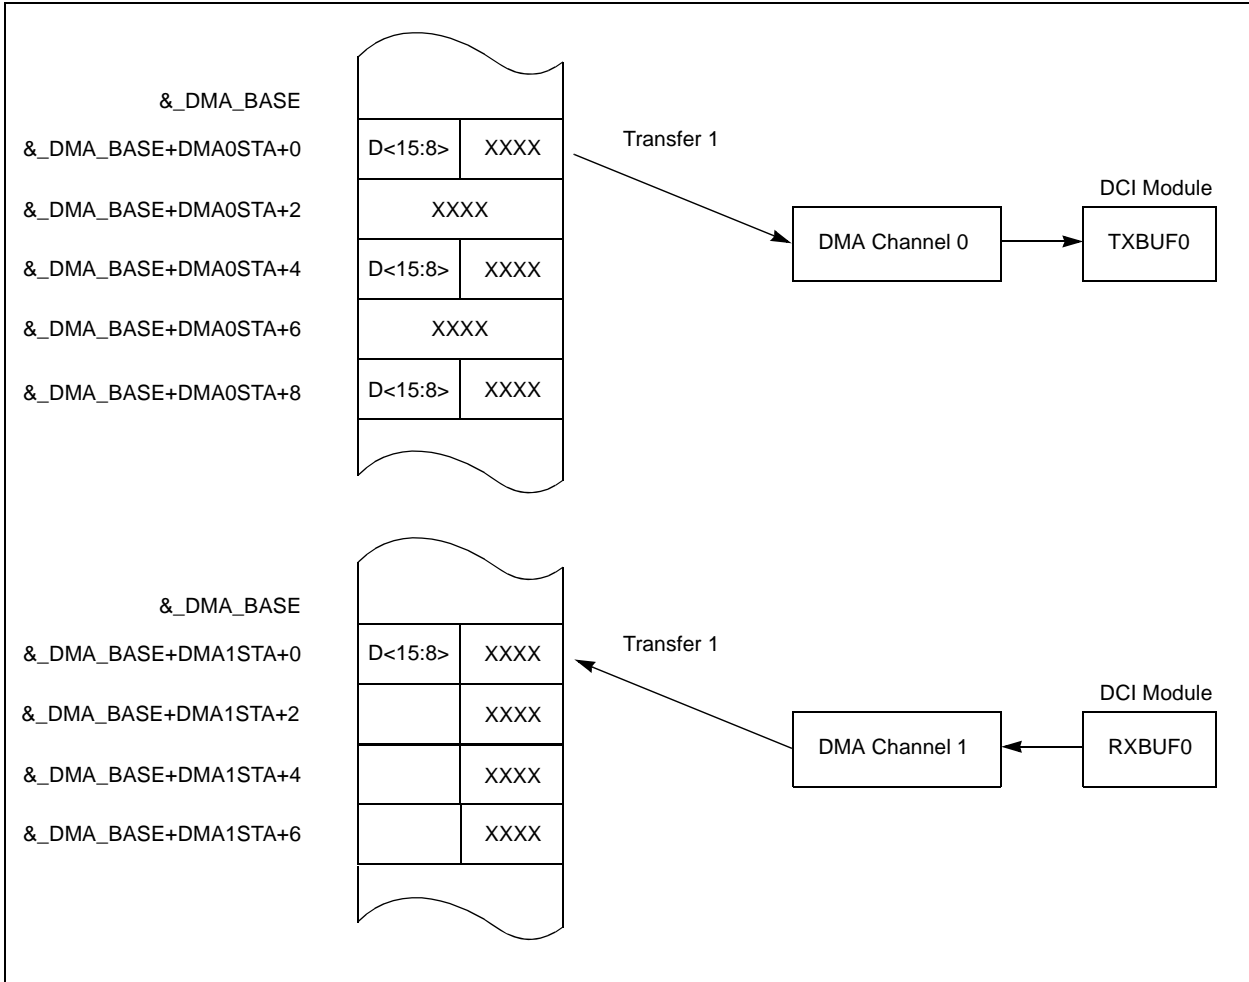 &_DMA_BASE
&_DMA_BASE+DMA0STA+0 D<15:8> XXXX Transfer 1
&_DMA_BASE+DMA0STA+2 XXXX DCI Module
&_DMA_BASE+DMA0STA+4 D<15:8> XXXX DMA Channel 0 TXBUF0
&_DMA_BASE+DMA0STA+6 XXXX
&_DMA_BASE+DMA0STA+8 D<15:8> XXXX
&_DMA_BASE
&_DMA_BASE+DMA1STA+0 D<15:8> XXXX Transfer 1
&_DMA_BASE+DMA1STA+2 XXXX DCI Module
&_DMA_BASE+DMA1STA+4 XXXX DMA Channel 1 RXBUF0
&_DMA_BASE+DMA1STA+6 XXXX